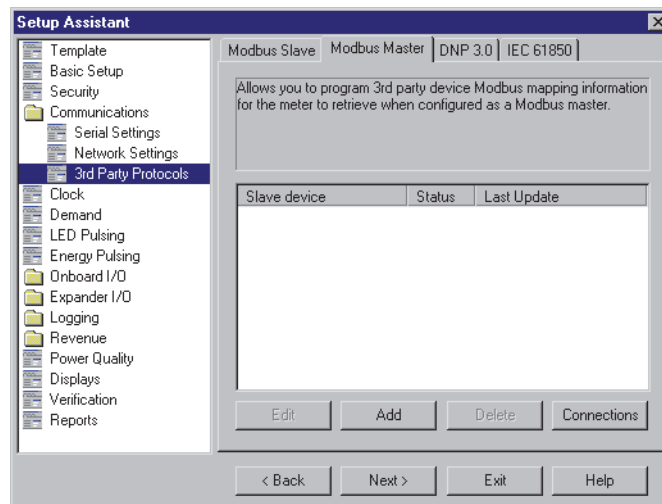 Setup Assistant
Template
Basic Setup
Security
Communications
Serial Settings
Network Settings
3rd Party Protocols
Clock
Demand
LED Pulsing
Energy Pulsing
Onboard I/O
Expander I/O
Logging
Revenue
Power Quality
Displays
Verification
Reports
Modbus Slave Modbus Master DNP 3.0 IEC 61850
Allows you to program 3rd party device Modbus mapping information
for the meter to retrieve when configured as a Modbus master.
Slave device Status Last Update
Edit Add Delete Connections
< Back Next > Exit Help